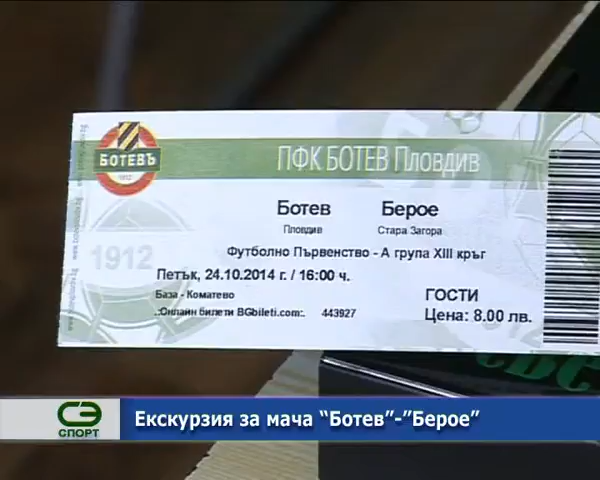 БОТЕВЪ
1912
ПФК БОТЕВ Пловдив
Ботев Берое
Пловдив Стара Загора
1912
Футболно Първенство - А група XIII кръг
Петък, 24.10.2014 г. / 16:00 ч.
База - Коматево
ГОСТИ
.:Онлайн билети BGbileti.com:. 443927
Цена: 8.00 лв.
СЭ
СПОРТ
Екскурзия за мача "Ботев"-"Берое"